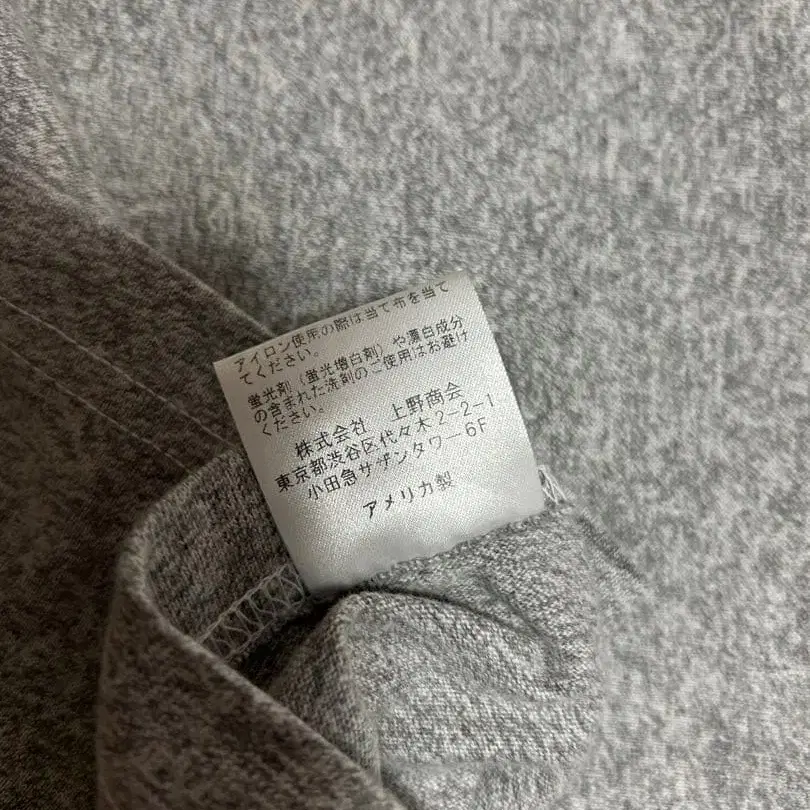 アイロン使用の際は当て布を当て
てください。
蛍光剤（蛍光増白剤）や漂白成分
の含まれた洗剤のご使用はお避け
ください。
株式会社 上野商会
東京都渋谷区代々木2-2-1
小田急サザンタワー6F
アメリカ製